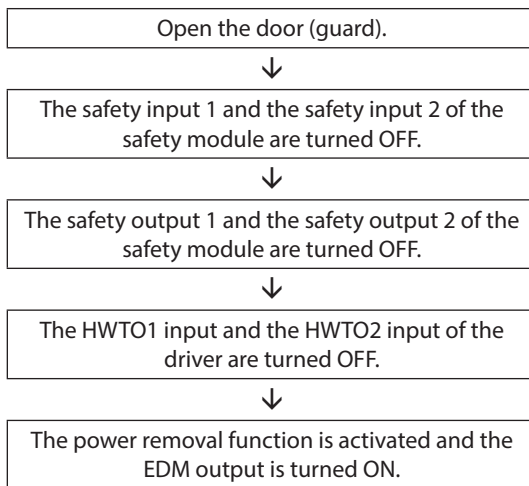 Open the door (guard).
The safety input 1 and the safety input 2 of the
safety module are turned OFF.
The safety output 1 and the safety output 2 of the
safety module are turned OFF.
The HWTO1 input and the HWTO2 input of the
driver are turned OFF.
The power removal function is activated and the
EDM output is turned ON.